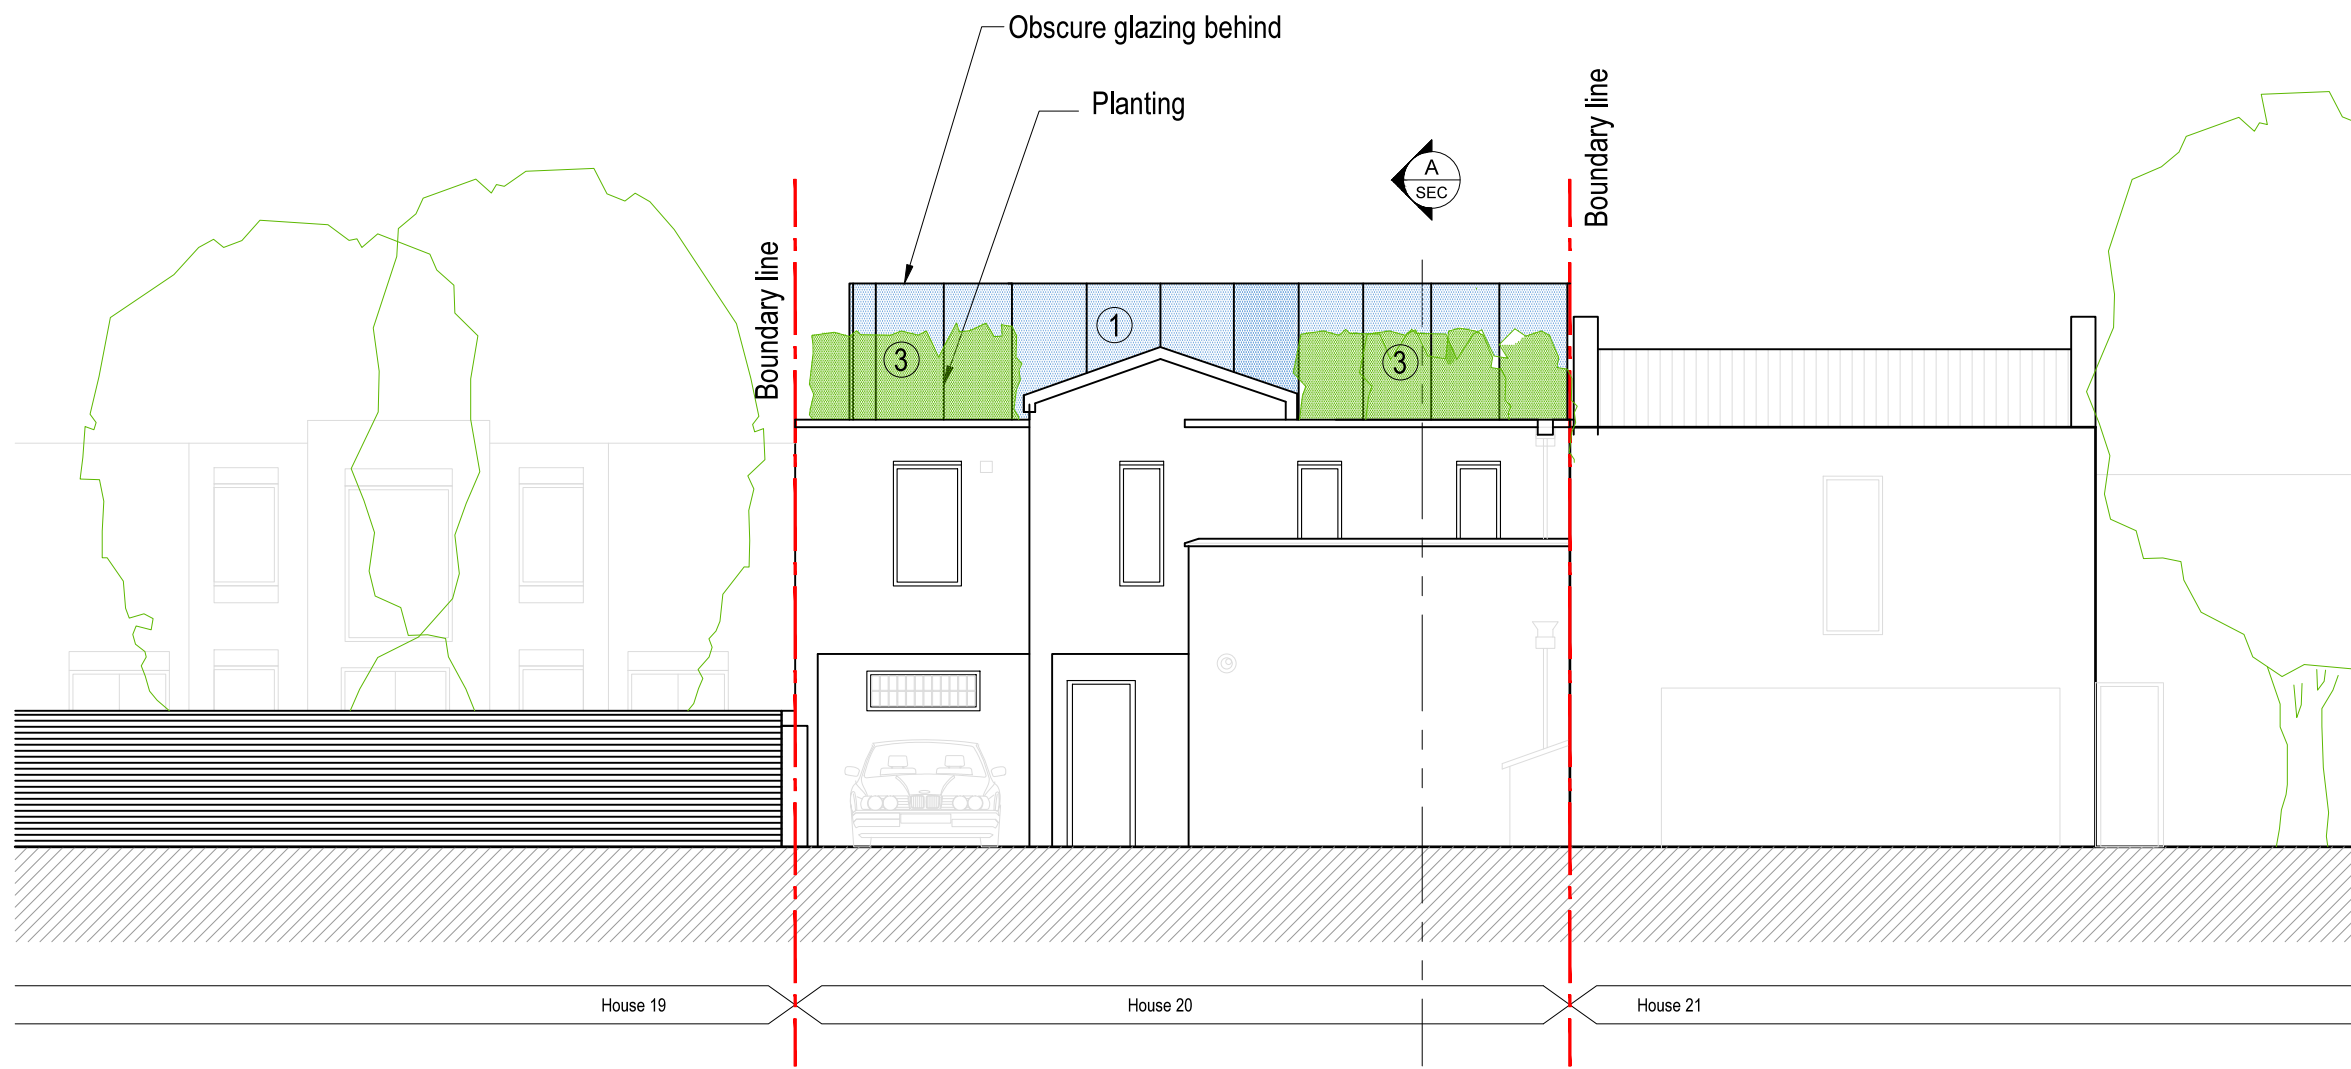 Obscure glazing behind
Planting
Boundary line
A
SEC
Boundary line
1
3
3
House 19
House 20
House 21